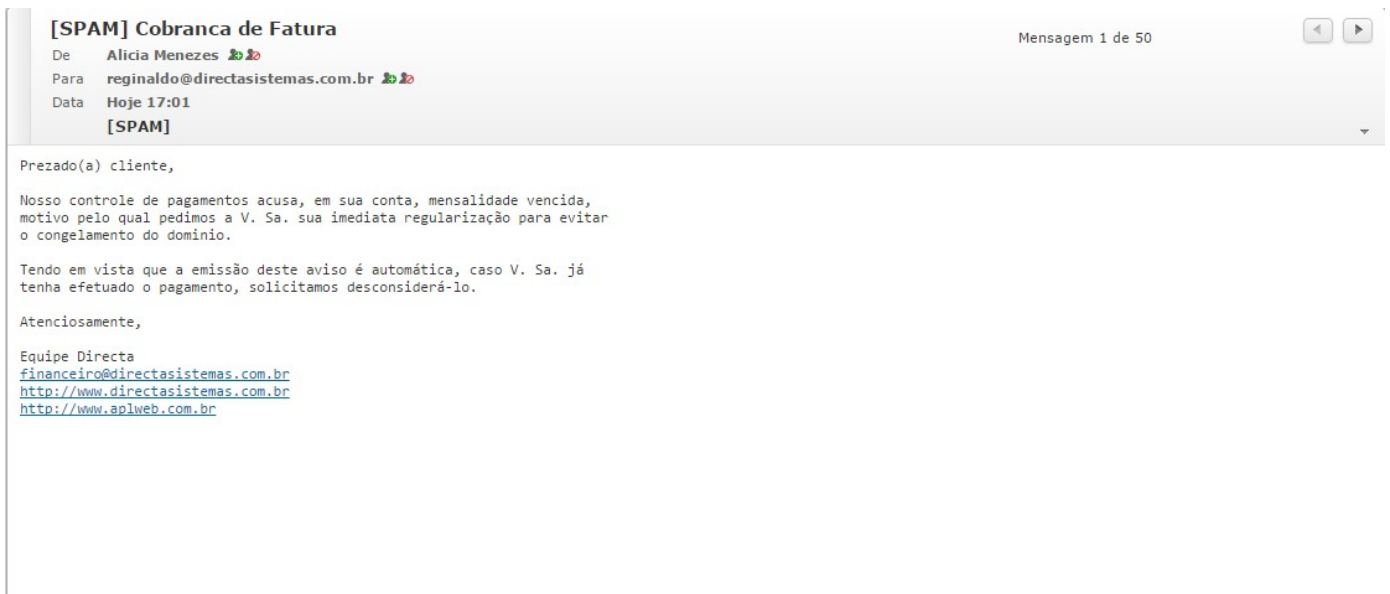 [SPAM] Cobranca de Fatura
Mensagem 1 de 50
De Alicia Menezes
Para reginaldo@directasistemas.com.br
Data Hoje 17:01
[SPAM]
Prezado(a) cliente,
Nosso controle de pagamentos acusa, em sua conta, mensalidade vencida,
motivo pelo qual pedimos a V. Sa. sua imediata regularização para evitar
o congelamento do dominio.
Tendo em vista que a emissão deste aviso é automática, caso V. Sa. já
tenha efetuado o pagamento, solicitamos desconsiderá-lo.
Atenciosamente,
Equipe Directa
financeiro@directasistemas.com.br
http://www.directasistemas.com.br
http://www.aplweb.com.br